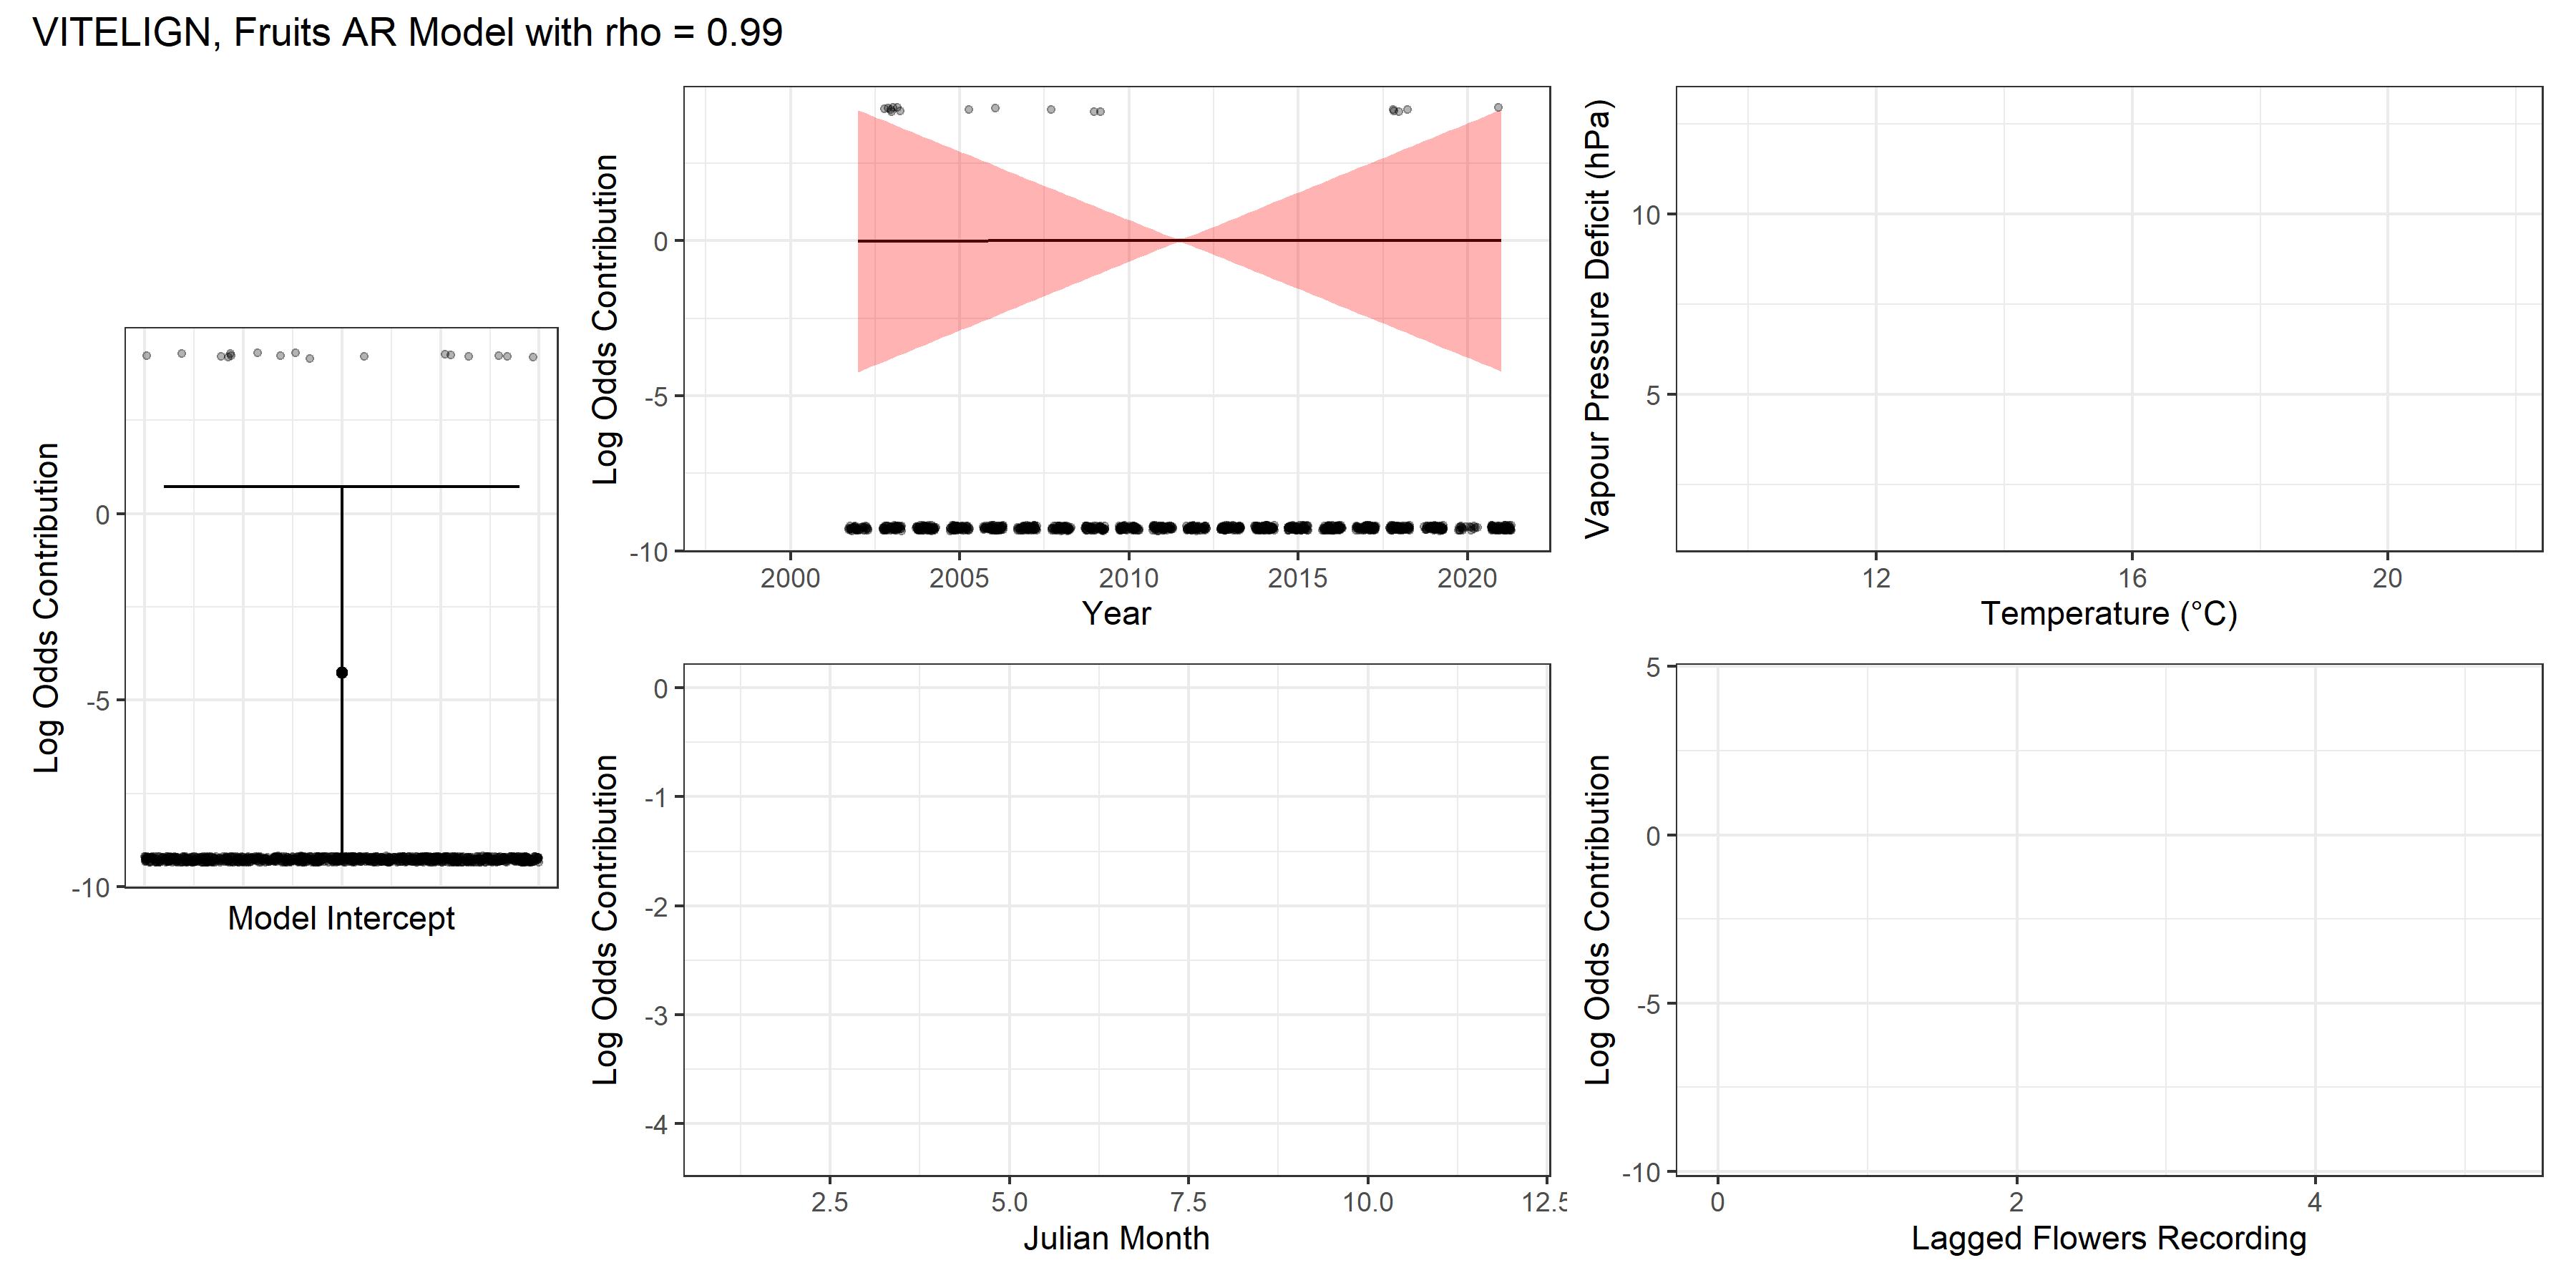 VITELIGN, Fruits AR Model with rho = 0.99
Log Odds Contribution
0
-5
-10
Model Intercept
Log Odds Contribution
0
-5
-10
2000 2005 2010 2015 2020
Year
Vapour Pressure Deficit (hPa)
10
5
12 16 20
Temperature (°C)
Log Odds Contribution
0
-1
-2
-3
-4
2.5 5.0 7.5 10.0 12.5
Julian Month
Log Odds Contribution
5
0
-5
-10
0 2 4
Lagged Flowers Recording